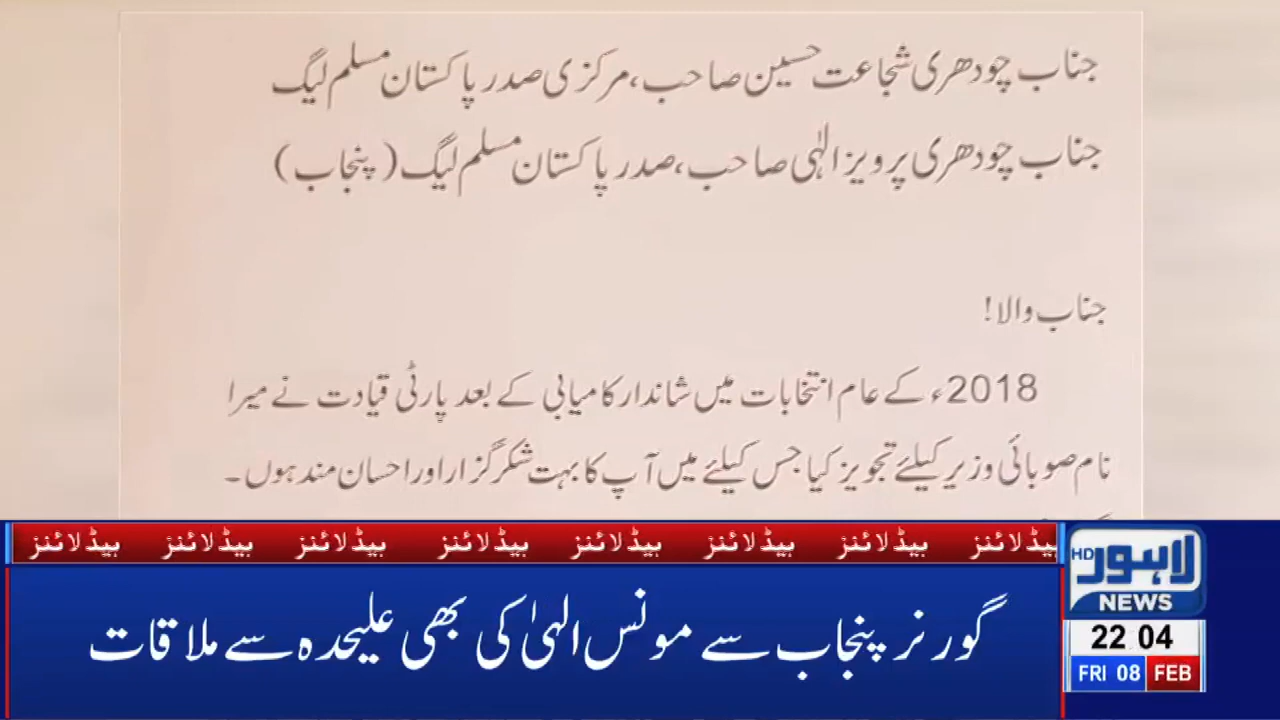 جناب چودھری شجاعت حسین صاحب، مرکزی صدر پاکستان مسلم لیگ
جناب چودھری پرویز الٰہی صاحب، صدر پاکستان مسلم لیگ (پنجاب)
جناب والا!
2018ء کے عام انتخابات میں شاندار کامیابی کے بعد پارٹی قیادت نے میرا
نام صوبائی وزیر کیلئے تجویز کیا جس کیلئے میں آپ کا بہت شکر گزار اور احسان مند ہوں۔
ہیڈلائنز ہیڈلائنز ہیڈلائنز ہیڈلائنز ہیڈلائنز ہیڈلائنز ہیڈلائنز ہیڈلائنز
گورنر پنجاب سے مونس الہیٰ کی بھی علیحدہ سے ملاقات
لاہور HD
NEWS
22 04
FRI 08 FEB